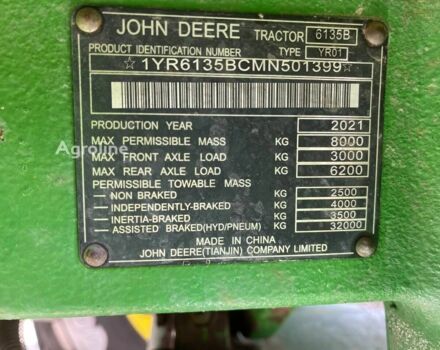 JOHN DEERE TRACTOR 6135B
PRODUCT IDENTIFICATION NUMBER TYPE YR01
☆1YR6135BCMN501399☆
PRODUCTION YEAR 2021
MAX PERMISSIBLE MASS KG 8000
MAX FRONT AXLE LOAD KG 3000
MAX REAR AXLE LOAD KG 6200
PERMISSIBLE TOWABLE MASS
NON BRAKED KG 2500
INDEPENDENTLY-BRAKED KG 4000
INERTIA-BRAKED KG 3500
ASSISTED BRAKED(HYD/PNEUM) KG 32000
MADE IN CHINA
JOHN DEERE(TIANJIN) COMPANY LIMITED
Agroline